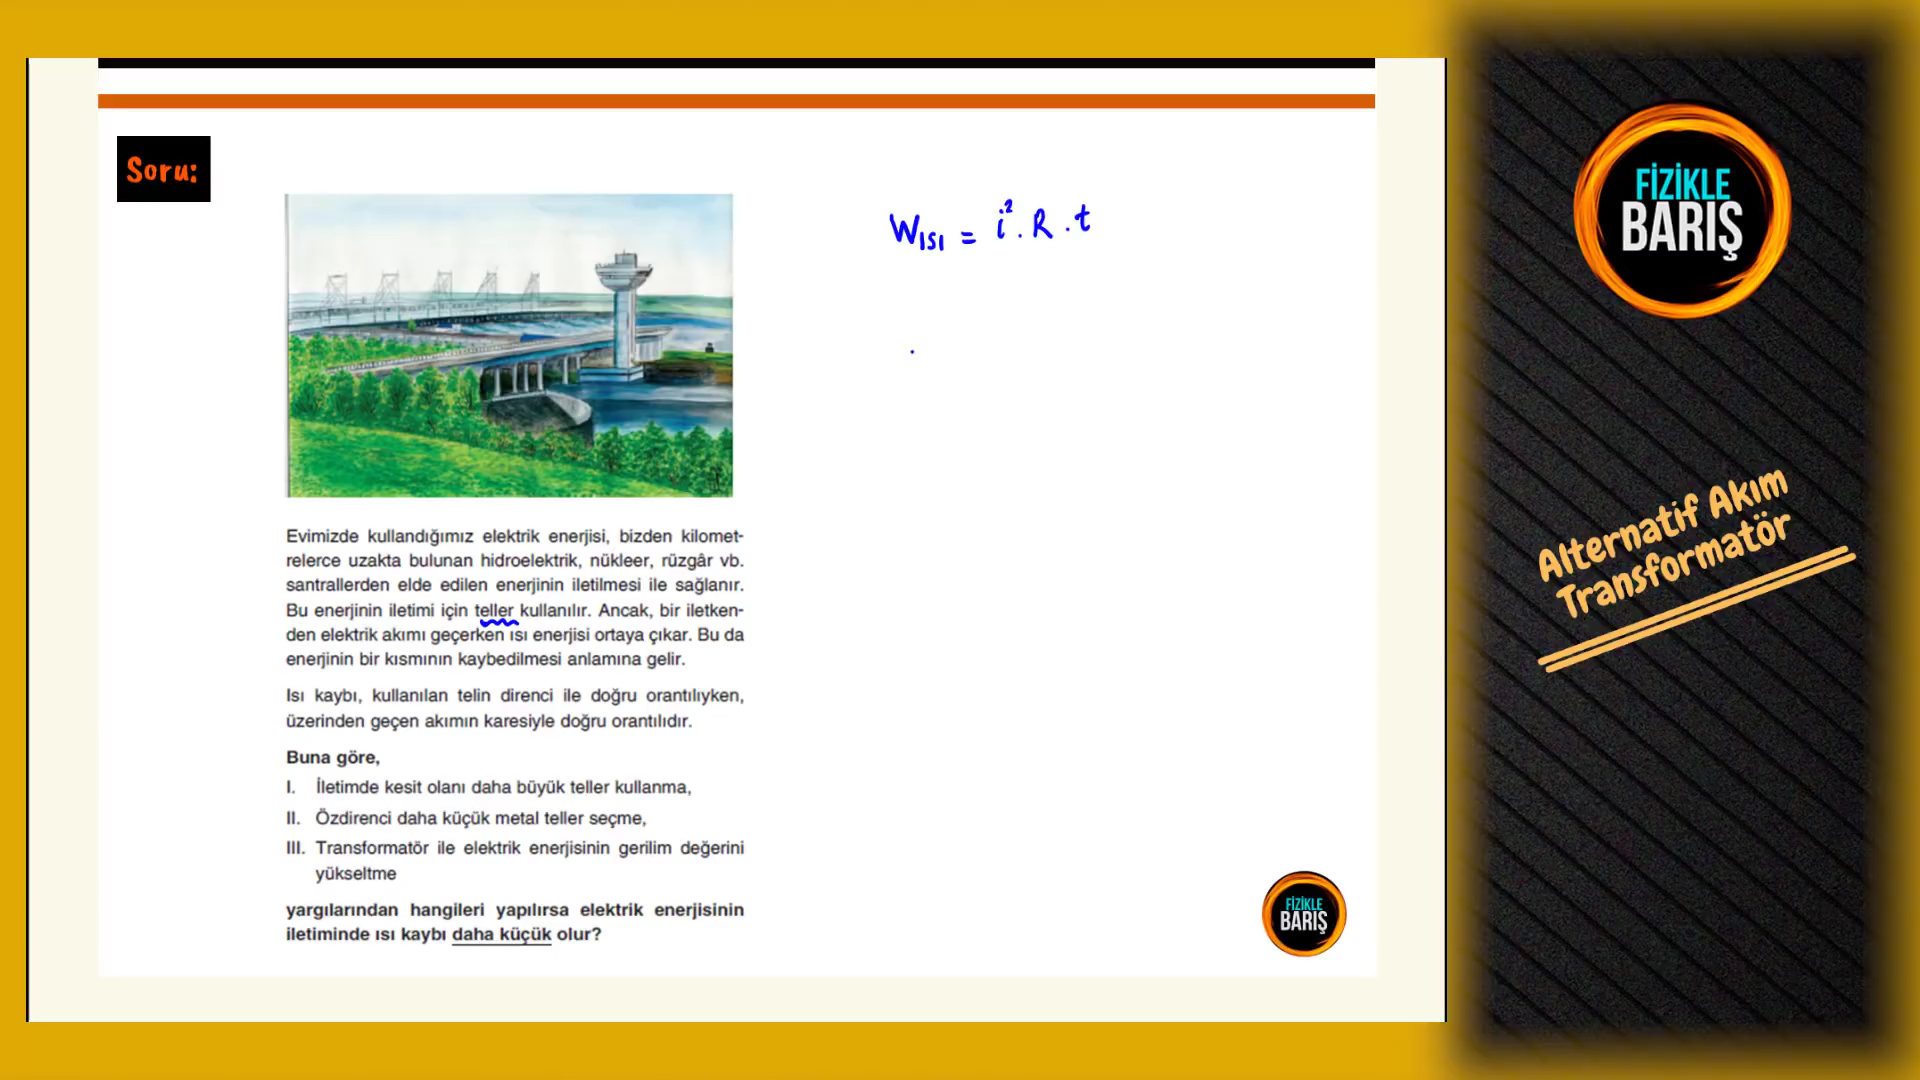 Soru:
W ısı = i². R . t
Evimizde kullandığımız elektrik enerjisi, bizden kilomet-
relerce uzakta bulunan hidroelektrik, nükleer, rüzgâr vb.
santrallerden elde edilen enerjinin iletilmesi ile sağlanır.
Bu enerjinin iletimi için teller kullanılır. Ancak, bir iletken-
den elektrik akımı geçerken ısı enerjisi ortaya çıkar. Bu da
enerjinin bir kısmının kaybedilmesi anlamına gelir.
Isı kaybı, kullanılan telin direnci ile doğru orantılıyken,
üzerinden geçen akımın karesiyle doğru orantılıdır.
Buna göre,
I. İletimde kesit olanı daha büyük teller kullanma,
II. Özdirenci daha küçük metal teller seçme,
III. Transformatör ile elektrik enerjisinin gerilim değerini
yükseltme
yargılarından hangileri yapılırsa elektrik enerjisinin
iletiminde ısı kaybı daha küçük olur?
FİZİKLE
BARIŞ
FİZİKLE
BARIŞ
Alternatif Akım
Transformatör